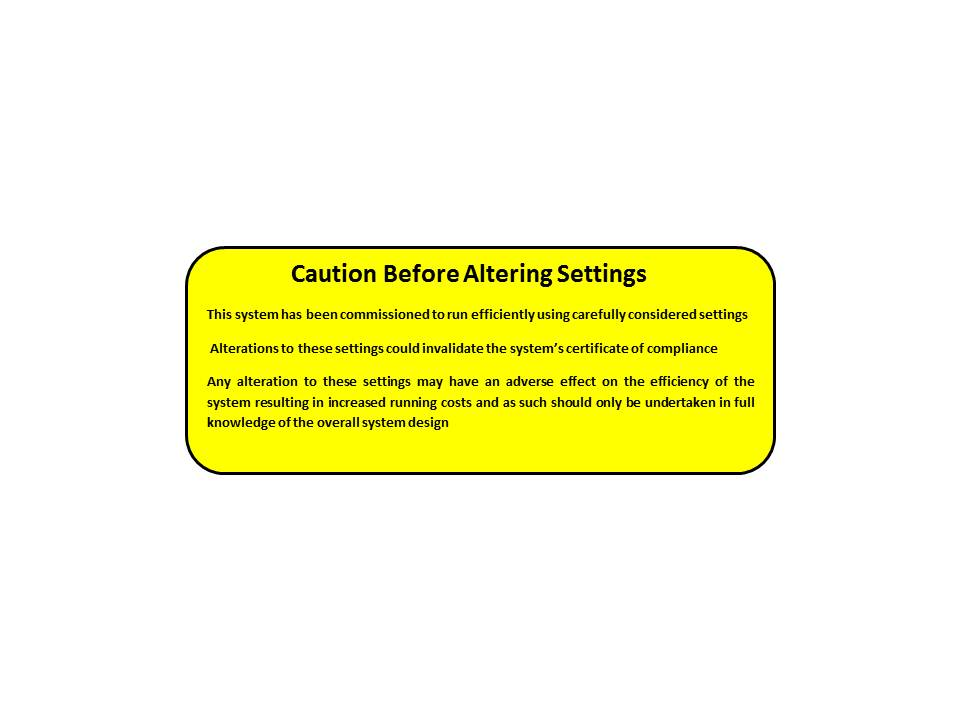 Caution Before Altering Settings
This system has been commissioned to run efficiently using carefully considered settings
Alterations to these settings could invalidate the system’s certificate of compliance
Any alteration to these settings may have an adverse effect on the efficiency of the
system resulting in increased running costs and as such should only be undertaken in full
knowledge of the overall system design